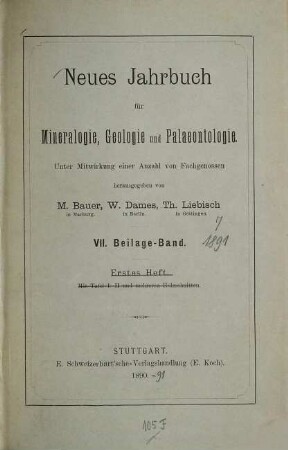 Neues Jahrbuch
für
Mineralogie, Geologie und Palaeontologie.
Unter Mitwirkung einer Anzahl von Fachgenossen
herausgegeben von
M. Bauer, W. Dames, Th. Liebisch
in Marburg. in Berlin. in Göttingen.
1891
VII. Beilage-Band.
Erstes Heft.
Mit Tafel I–II und mehreren Holzschnitten
STUTTGART.
E. Schweizerbart'sche Verlagshandlung (E. Koch).
1890. -91
105 F